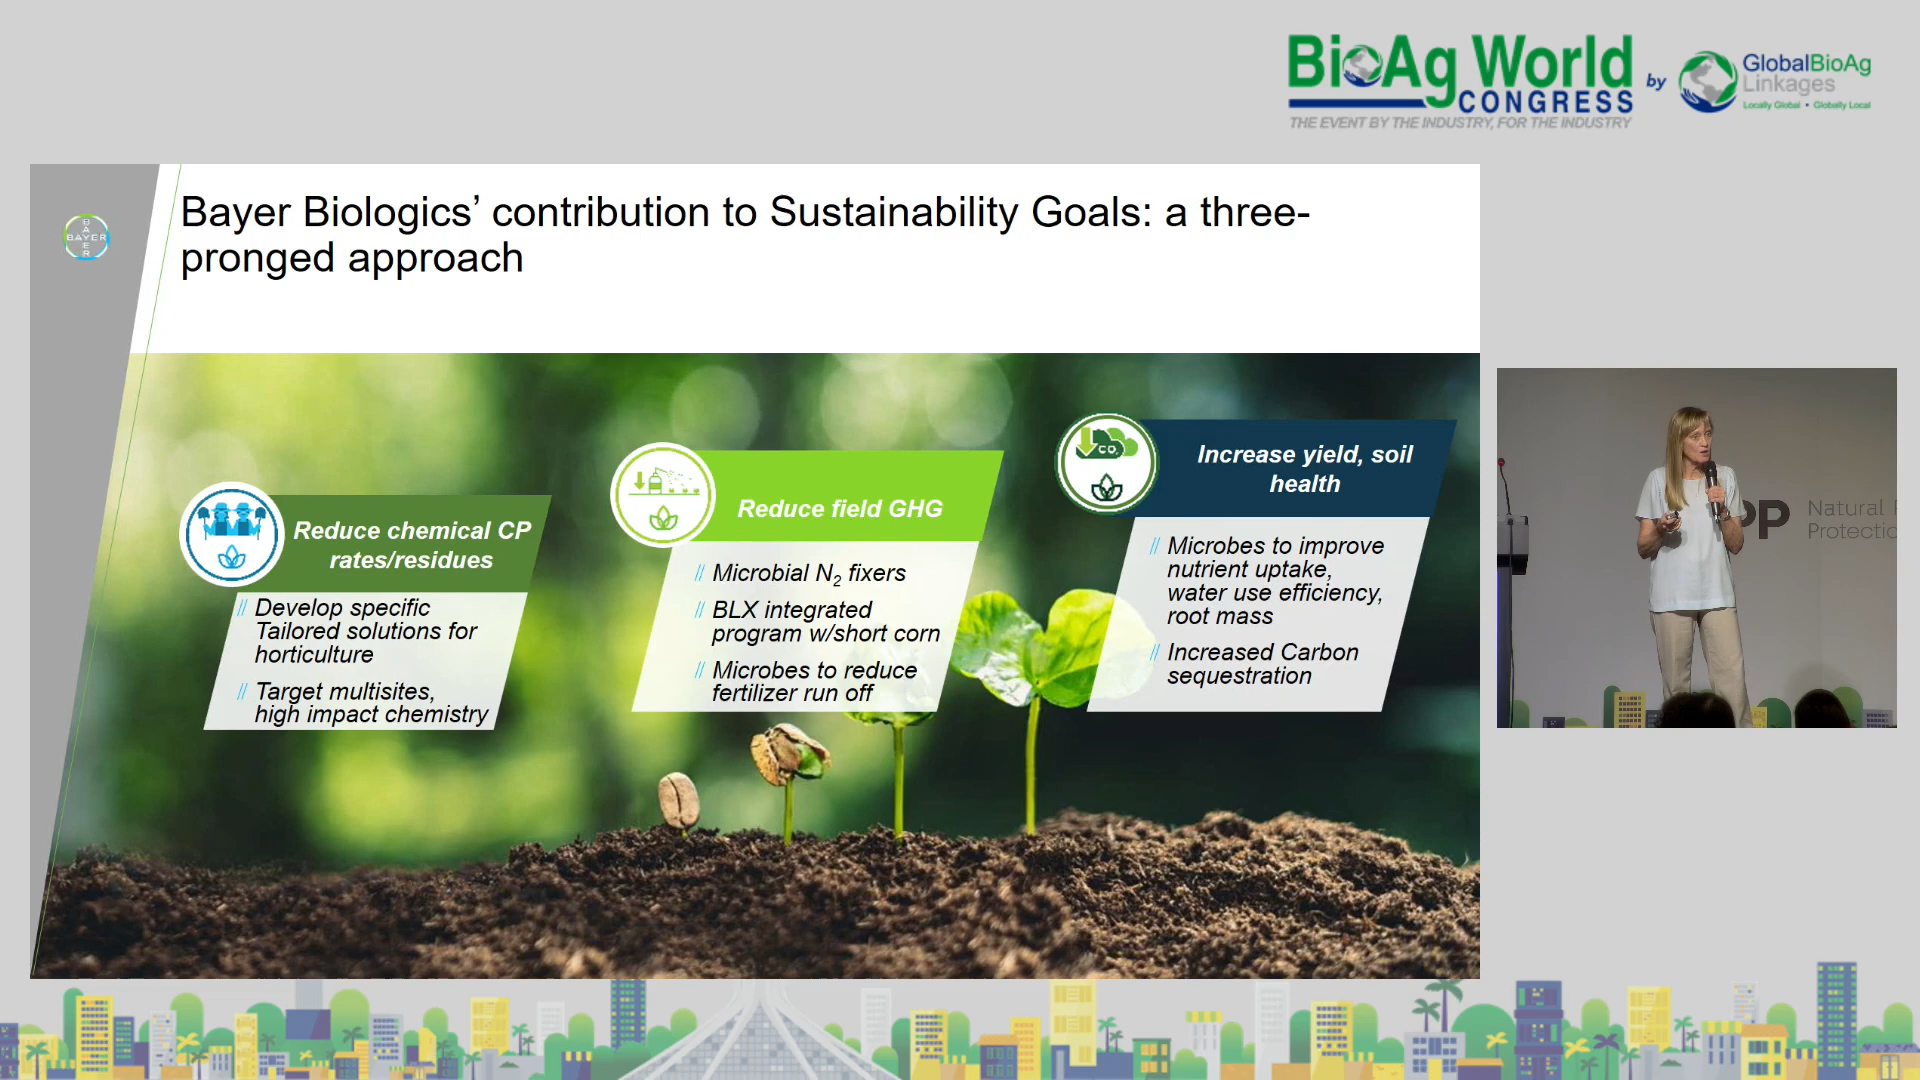 BioAg World
CONGRESS
THE EVENT BY THE INDUSTRY, FOR THE INDUSTRY
by
GlobalBioAg
Linkages
Locally Global • Globally Local
BAYER
BAYER
Bayer Biologics’ contribution to Sustainability Goals: a three-
pronged approach
Reduce chemical CP
rates/residues
// Develop specific
Tailored solutions for
horticulture
// Target multisites,
high impact chemistry
Reduce field GHG
// Microbial N₂ fixers
// BLX integrated
program w/short corn
// Microbes to reduce
fertilizer run off
CO₂
Increase yield, soil
health
// Microbes to improve
nutrient uptake,
water use efficiency,
root mass
// Increased Carbon
sequestration
PP
Natural
Protectio